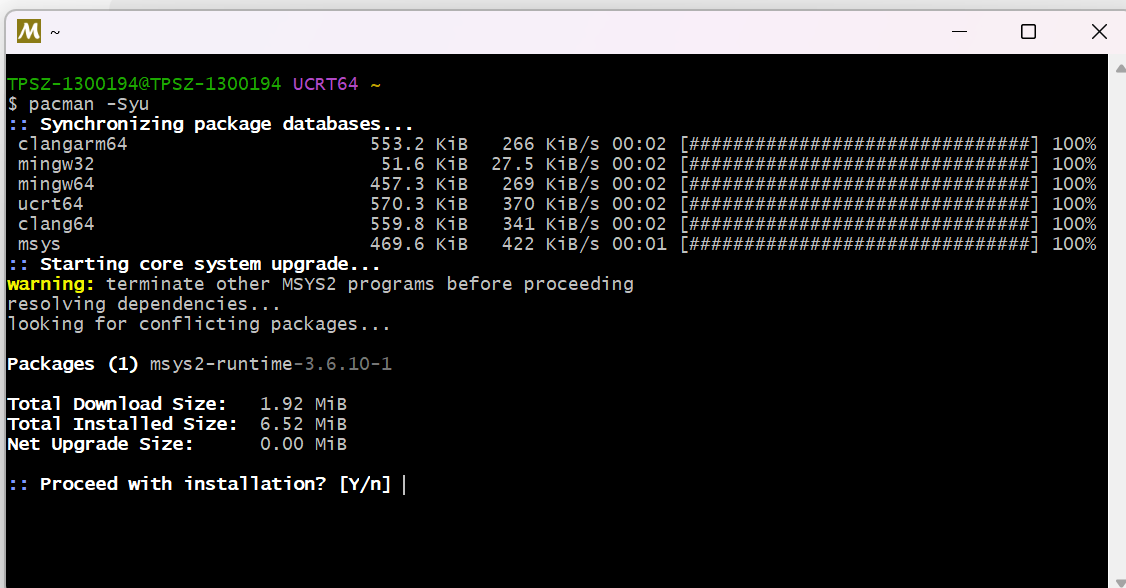 ~
TPSZ-1300194@TPSZ-1300194 UCRT64 ~
$ pacman -Syu
:: Synchronizing package databases...
clangarm64 553.2 KiB 266 KiB/s 00:02 [###############################] 100%
mingw32 51.6 KiB 27.5 KiB/s 00:02 [###############################] 100%
mingw64 457.3 KiB 269 KiB/s 00:02 [###############################] 100%
ucrt64 570.3 KiB 370 KiB/s 00:02 [###############################] 100%
clang64 559.8 KiB 341 KiB/s 00:02 [###############################] 100%
msys 469.6 KiB 422 KiB/s 00:01 [###############################] 100%
:: Starting core system upgrade...
warning: terminate other MSYS2 programs before proceeding
resolving dependencies...
looking for conflicting packages...
Packages (1) msys2-runtime-3.6.10-1
Total Download Size: 1.92 MiB
Total Installed Size: 6.52 MiB
Net Upgrade Size: 0.00 MiB
:: Proceed with installation? [Y/n]